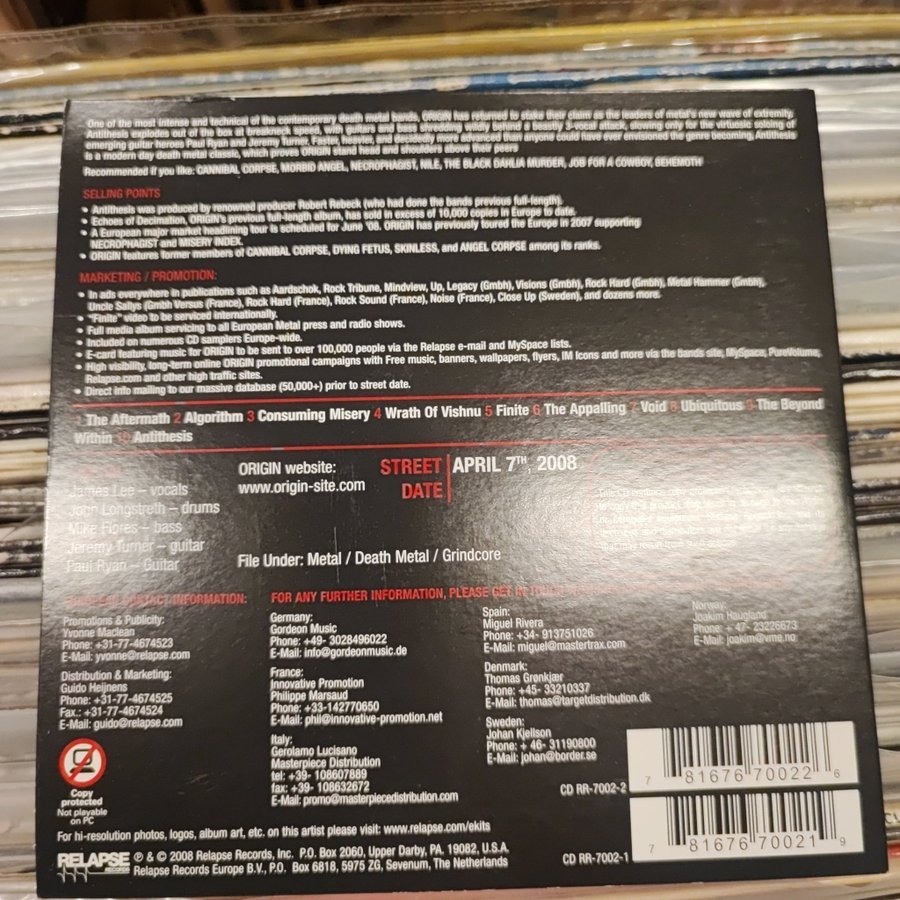 One of the most intense and technical of the contemporary death metal bands, ORIGIN has returned to stake their claim as the leaders of metal's new wave of extremity.
Antithesis explodes out of the box at breakneck speed, with guitars and bass shredding wildly behind a beastly 3-vocal attack, slowing only for the virtuosic soloing of
emerging guitar heroes Paul Ryan and Jeremy Turner. Faster, heavier, more technically more advanced than anyone could have ever envisioned the genre becoming Antithesis
is a modern day death metal classic, which proves ORIGIN stand head and shoulders above their peers
Recommended if you like: CANNIBAL CORPSE, MORBID ANGEL, NECROPHAGIST, NILE, THE BLACK DAHLIA MURDER, JOB FOR A COWBOY, BEHEMOTH
SELLING POINTS
• Antithesis was produced by renowned producer Robert Rebeck (who had done the bands previous full-length).
• Echoes of Decimation, ORIGIN's previous full-length album, has sold in excess of 10,000 copies in Europe to date.
• A European major market headlining tour is scheduled for June '08. ORIGIN has previously toured the Europe in 2007 supporting
NECROPHAGIST and MISERY INDEX.
• ORIGIN features former members of CANNIBAL CORPSE, DYING FETUS, SKINLESS, and ANGEL CORPSE among its ranks.
MARKETING / PROMOTION:
• In ads everywhere in publications such as Aardschok, Rock Tribune, Mindview, Up, Legacy (Gmbh), Visions (Gmbh), Rock Hard (Gmbh), Metal Hammer (Gmbh),
Uncle Sallys (Gmbh Versus (France), Rock Hard (France), Rock Sound (France), Noise (France), Close Up (Sweden), and dozens more.
• "Finite" video to be serviced internationally.
• Full media album servicing to all European Metal press and radio shows.
• Included on numerous CD samplers Europe-wide.
• E-card featuring music for ORIGIN to be sent to over 100,000 people via the Relapse e-mail and MySpace lists.
• High visibility, long-term online ORIGIN promotional campaigns with Free music, banners, wallpapers, flyers, IM Icons and more via the bands site, MySpace, PureVolume,
Relapse.com and other high traffic sites.
• Direct info mailing to our massive database (50,000+) prior to street date.
1 The Aftermath 2 Algorithm 3 Consuming Misery 4 Wrath Of Vishnu 5 Finite 6 The Appalling 7 Void 8 Ubiquitous 9 The Beyond
Within 10 Antithesis
James Lee – vocals
John Longstreth – drums
Mike Flores – bass
Jeremy Turner – guitar
Paul Ryan – Guitar
ORIGIN website:
www.origin-site.com
STREET DATE
APRIL 7TH, 2008
File Under: Metal / Death Metal / Grindcore
CONTACT INFORMATION:
Promotions & Publicity:
Yvonne Maclean
Phone: +31-77-4674523
E-Mail: yvonne@relapse.com
Distribution & Marketing:
Guido Heijnens
Phone: +31-77-4674525
Fax.: +31-77-4674524
E-Mail: guido@relapse.com
FOR ANY FURTHER INFORMATION, PLEASE GET IN
Germany:
Gordeon Music
Phone: +49- 3028496022
E-Mail: info@gordeonmusic.de
France:
Innovative Promotion
Philippe Marsaud
Phone: +33-142770650
E-Mail: phil@innovative-promotion.net
Italy:
Gerolamo Lucisano
Masterpiece Distribution
tel: +39- 108607889
fax: +39- 108632672
E-Mail: promo@masterpiecedistribution.com
Spain:
Miguel Rivera
Phone: +34- 913751026
E-Mail: miguel@mastertrax.com
Denmark:
Thomas Grønkjær
Phone: +45- 33210337
E-Mail: thomas@targetdistribution.dk
Sweden:
Johan Kjellson
Phone: + 46- 31190800
E-Mail: johan@border.se
Norway:
Joakim Haugland
Phone: + 47- 23226673
E-Mail: joakim@vme.no
Copy
protected
Not playable
on PC
CD RR-7002-2
7 81676 70022 6
CD RR-7002-1
7 81676 70021 9
For hi-resolution photos, logos, album art, etc. on this artist please visit: www.relapse.com/ekits
RELAPSE
RECORDS
℗ & © 2008 Relapse Records, Inc. P.O. Box 2060, Upper Darby, PA. 19082, U.S.A.
Relapse Records Europe B.V., P.O. Box 6818, 5975 ZG, Sevenum, The Netherlands